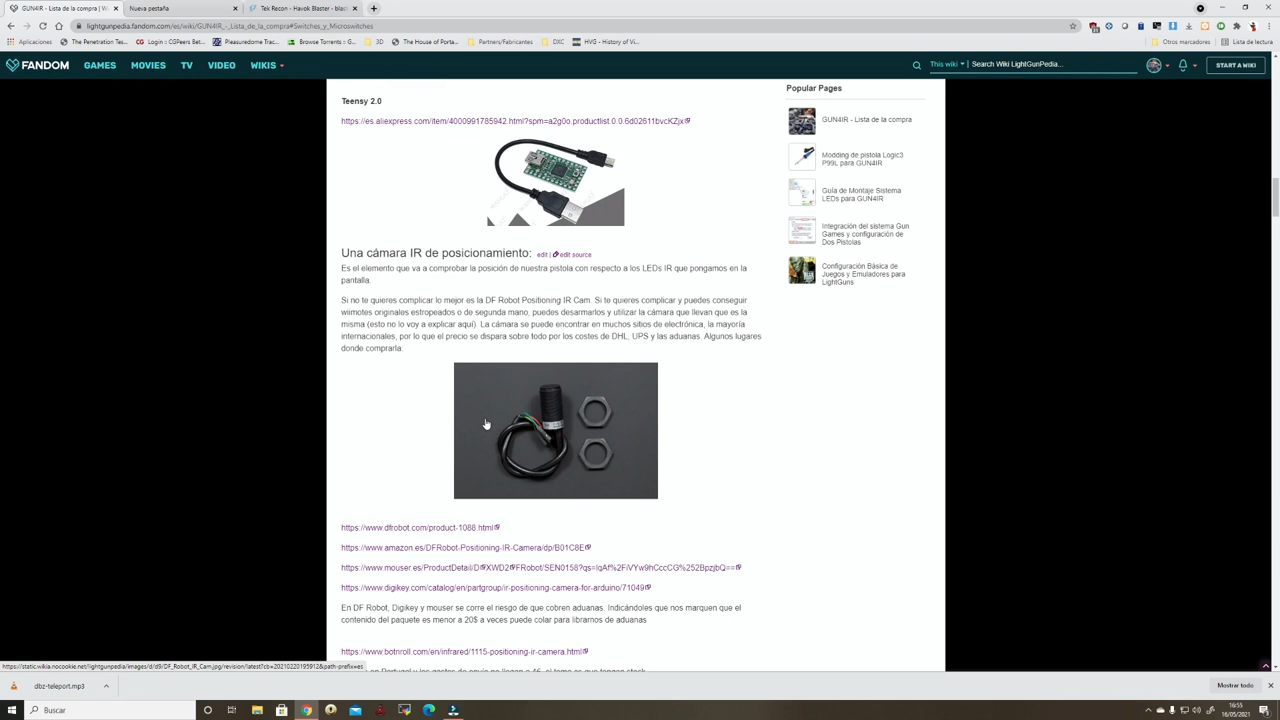 GUN4IR - Lista de la compra | W
Nueva pestaña
Tek Recon - Havok Blaster - blas
lightgunpedia.fandom.com/es/wiki/GUN4IR_-_Lista_de_la_compra#Switches_y_Microswitches
Aplicaciones
The Penetration Tes...
Login :: CGPeers Bet...
Pleasuredome Trac...
Browse Torrents :: G...
3D
The House of Porta...
Partners/Fabricantes
DXC
HVG - History of Vi...
Otros marcadores
Lista de lectura
FANDOM
GAMES
MOVIES
TV
VIDEO
WIKIS
This wiki
Search Wiki LightGunPedia...
START A WIKI
Teensy 2.0
https://es.aliexpress.com/item/4000991785942.html?spm=a2g0o.productlist.0.0.6d02611bvcKZjx
Una cámara IR de posicionamiento: edit | edit source
Es el elemento que va a comprobar la posición de nuestra pistola con respecto a los LEDs IR que pongamos en la
pantalla.
Si no te quieres complicar lo mejor es la DF Robot Positioning IR Cam. Si te quieres complicar y puedes conseguir
wiimotes originales estropeados o de segunda mano, puedes desarmarlos y utilizar la cámara que llevan que es la
misma (esto no lo voy a explicar aquí). La cámara se puede encontrar en muchos sitios de electrónica, la mayoría
internacionales, por lo que el precio se dispara sobre todo por los costes de DHL, UPS y las aduanas. Algunos lugares
donde comprarla:
https://www.dfrobot.com/product-1088.html
https://www.amazon.es/DFRobot-Positioning-IR-Camera/dp/B01C8E
https://www.mouser.es/ProductDetail/D XWD2 FRobot/SEN0158?qs=lqAf%2FiVYw9hCccCG%252BpzjbQ==
https://www.digikey.com/catalog/en/partgroup/ir-positioning-camera-for-arduino/71049
En DF Robot, Digikey y mouser se corre el riesgo de que cobren aduanas. Indicándoles que nos marquen que el
contenido del paquete es menor a 20$ a veces puede colar para librarnos de aduanas
https://www.botnroll.com/en/infrared/1115-positioning-ir-camera.html
Popular Pages
GUN4IR - Lista de la compra
Módding de pistola Logic3
P99L para GUN4IR
Guía de Montaje Sistema
LEDs para GUN4IR
Integración del sistema Gun
Games y configuración de
Dos Pistolas
Configuración Básica de
Juegos y Emuladores para
LightGuns
https://static.wikia.nocookie.net/lightgunpedia/images/d/d9/DF_Robot_IR_Cam.jpg/revision/latest?cb=20210220195912&path-prefix=es
dbz-teleport.mp3
Mostrar todo
Buscar
16:55
16/05/2021